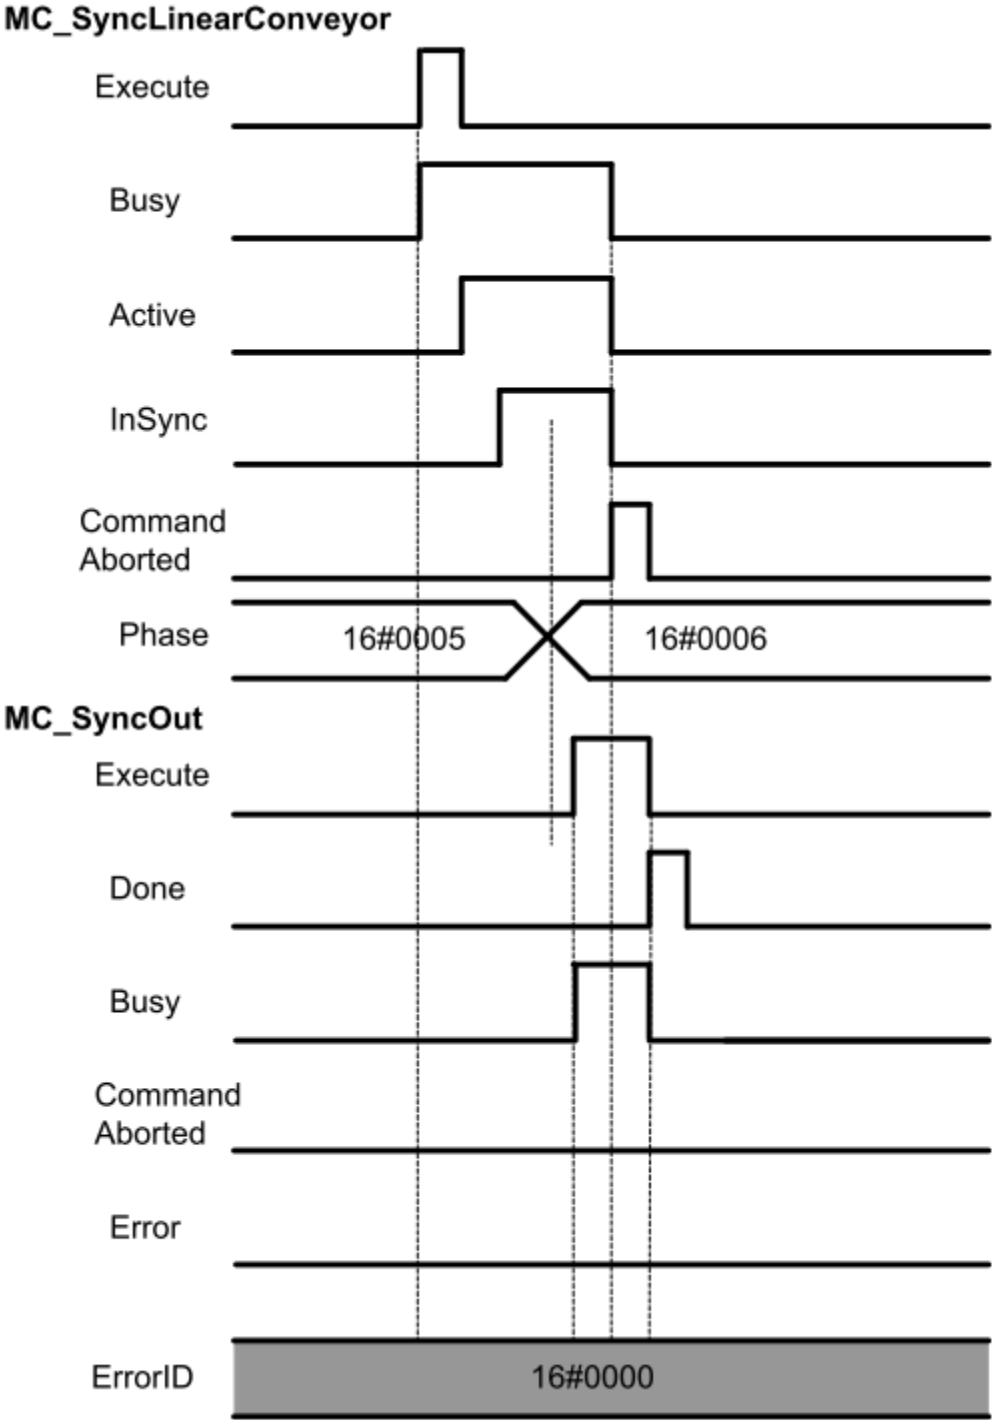 MC_SyncLinearConveyor
Execute
Busy
Active
InSync
Command
Aborted
Phase 16#0005 16#0006
MC_SyncOut
Execute
Done
Busy
Command
Aborted
Error
ErrorID 16#0000